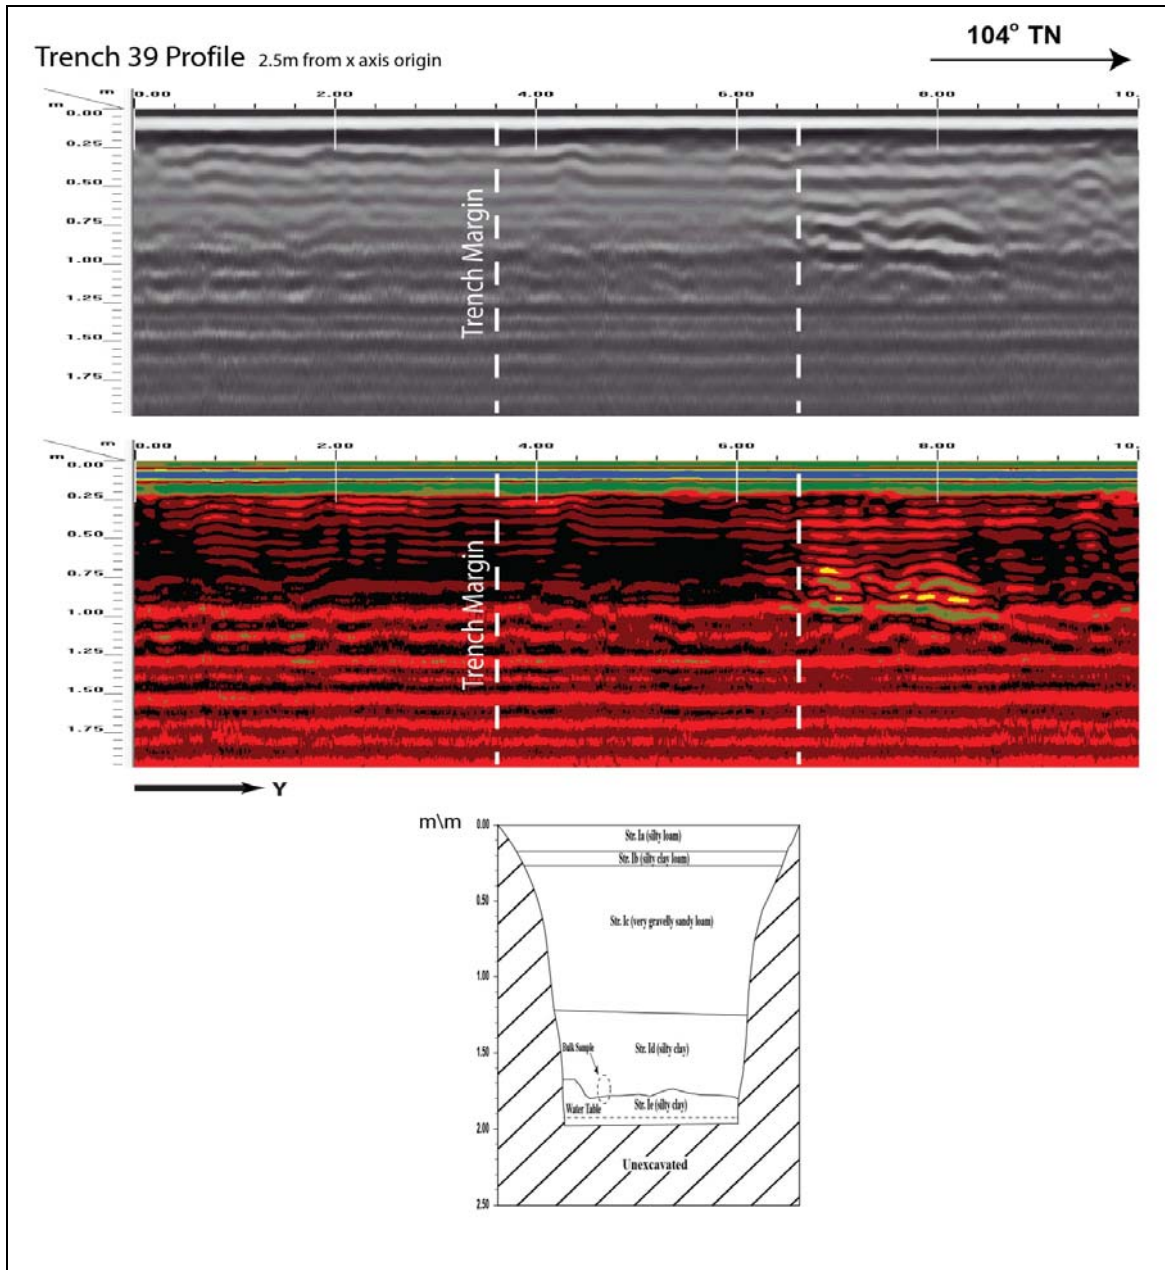 104° TN
Trench 39 Profile 2.5m from x axis origin
m 0.00 2.00 4.00 6.00 8.00 10.
m
0.00
0.25
0.50
0.75
1.00
1.25
1.50
1.75
Trench Margin
m 0.00 2.00 4.00 6.00 8.00 10.
m
0.00
0.25
0.50
0.75
1.00
1.25
1.50
1.75
Trench Margin
Y
m\m
0.00
0.50
1.00
1.50
2.00
2.50
Str. Ia (silty loam)
Str. Ib (silty clay loam)
Str. Ic (very gravelly sandy loam)
Bulk Sample
Str. Id (silty clay)
Str. Ie (silty clay)
Water Table
Unexcavated